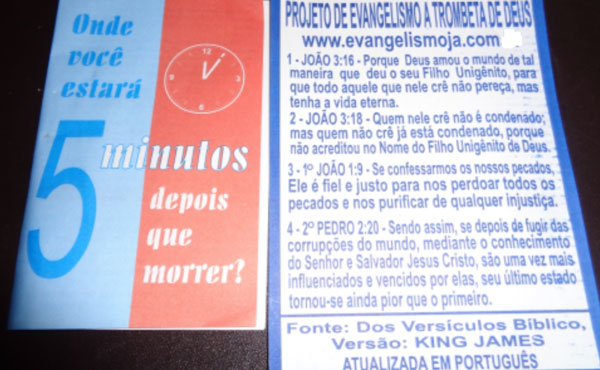 Onde
você
estará
5
minutos
depois
que
morrer?
12
PROJETO DE EVANGELISMO A TROMBETA DE DEUS
www.evangelismoja.com
1 - JOÃO 3:16 - Porque Deus amou o mundo de tal
maneira que deu o seu Filho Unigênito, para
que todo aquele que nele crê não pereça, mas
tenha a vida eterna.
2 - JOÃO 3:18 - Quem nele crê não é condenado;
mas quem não crê já está condenado, porque
não acreditou no Nome do Filho Unigênito de Deus.
3 - 1º JOÃO 1:9 - Se confessarmos os nossos pecados,
Ele é fiel e justo para nos perdoar todos os
pecados e nos purificar de qualquer injustiça.
4 - 2º PEDRO 2:20 - Sendo assim, se depois de fugir das
corrupções do mundo, mediante o conhecimento
do Senhor e Salvador Jesus Cristo, são uma vez mais
influenciados e vencidos por elas, seu último estado
tornou-se ainda pior que o primeiro.
Fonte: Dos Versículos Bíblico,
Versão: KING JAMES
ATUALIZADA EM PORTUGUÊS